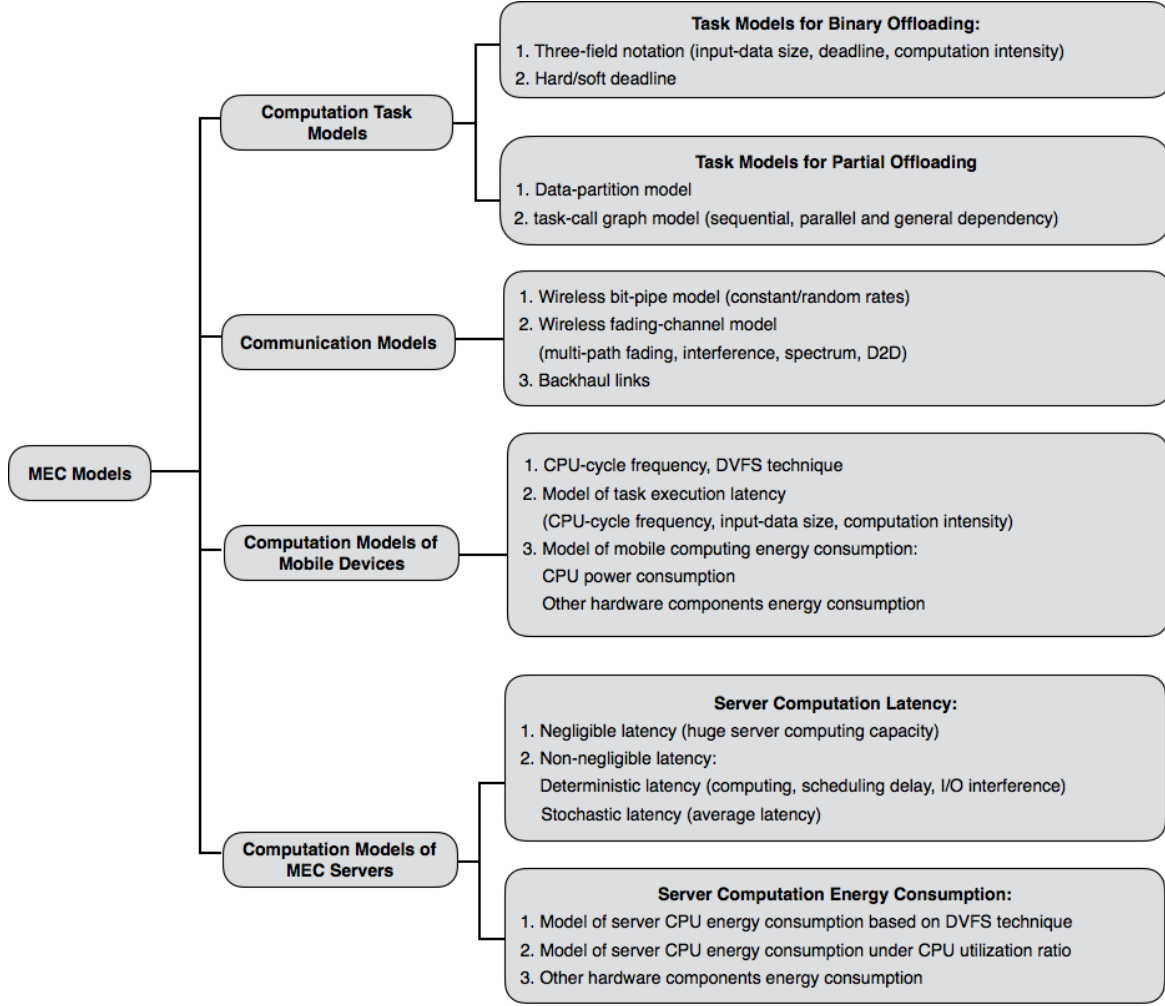 MEC Models
Computation Task
Models
Task Models for Binary Offloading:
1. Three-field notation (input-data size, deadline, computation intensity)
2. Hard/soft deadline
Task Models for Partial Offloading
1. Data-partition model
2. task-call graph model (sequential, parallel and general dependency)
Communication Models
1. Wireless bit-pipe model (constant/random rates)
2. Wireless fading-channel model
(multi-path fading, interference, spectrum, D2D)
3. Backhaul links
Computation Models of
Mobile Devices
1. CPU-cycle frequency, DVFS technique
2. Model of task execution latency
(CPU-cycle frequency, input-data size, computation intensity)
3. Model of mobile computing energy consumption:
CPU power consumption
Other hardware components energy consumption
Computation Models of
MEC Servers
Server Computation Latency:
1. Negligible latency (huge server computing capacity)
2. Non-negligible latency:
Deterministic latency (computing, scheduling delay, I/O interference)
Stochastic latency (average latency)
Server Computation Energy Consumption:
1. Model of server CPU energy consumption based on DVFS technique
2. Model of server CPU energy consumption under CPU utilization ratio
3. Other hardware components energy consumption